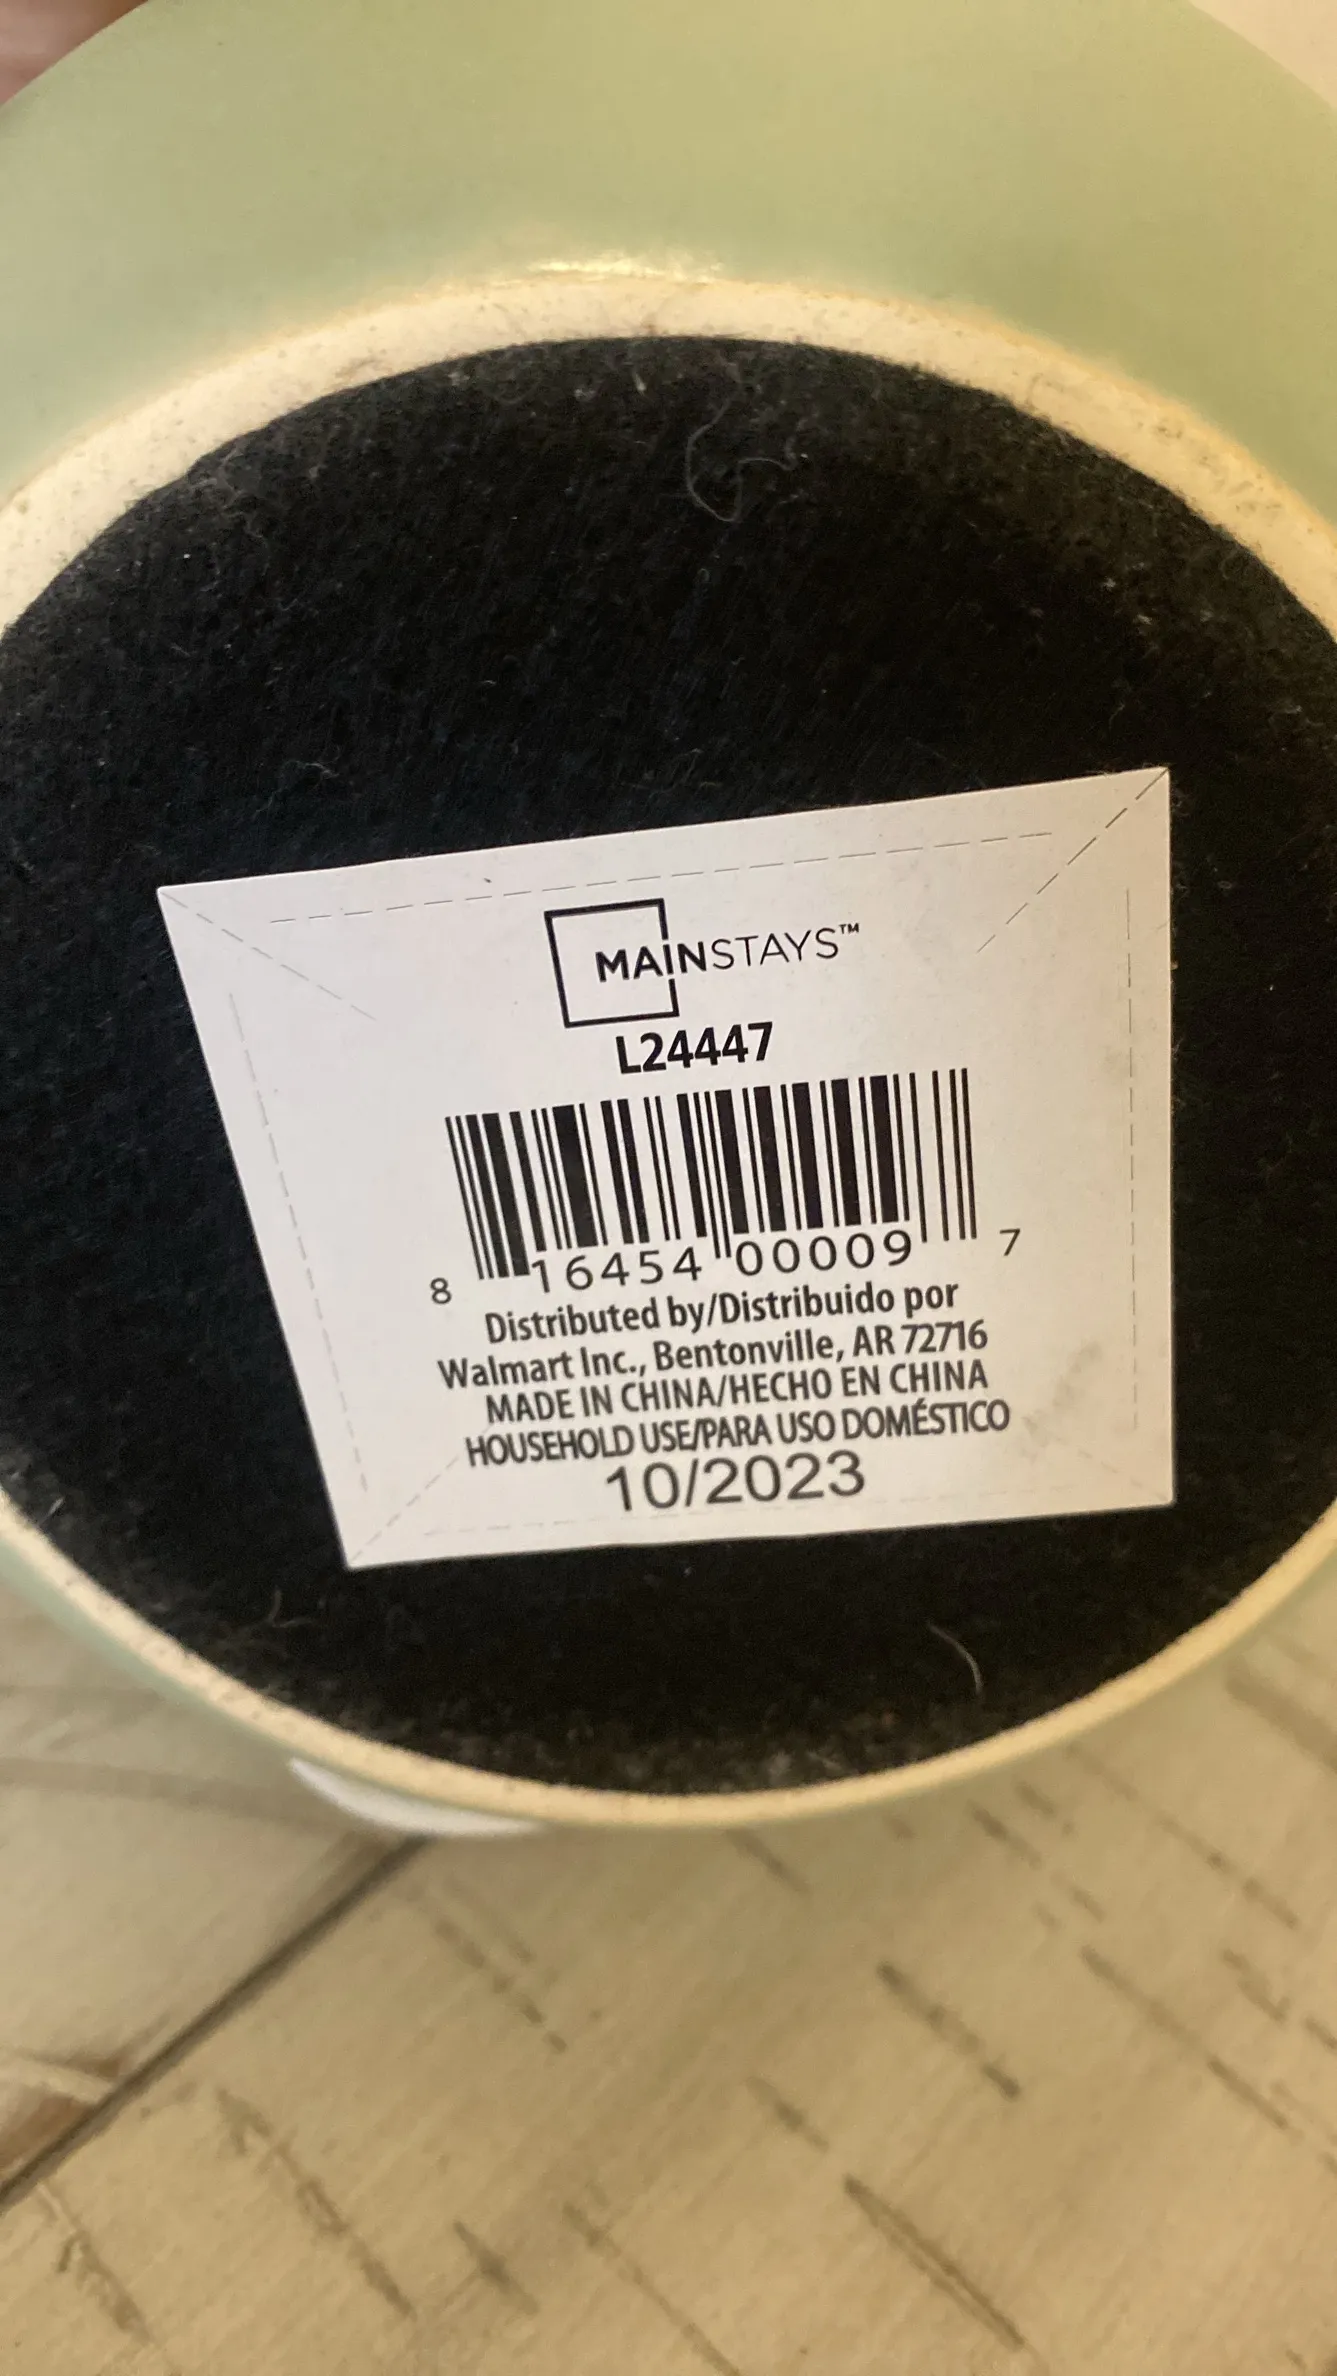 MAINSTAYS™
L24447
8 16454 00009 7
Distributed by/Distribuido por
Walmart Inc., Bentonville, AR 72716
MADE IN CHINA/HECHO EN CHINA
HOUSEHOLD USE/PARA USO DOMÉSTICO
10/2023